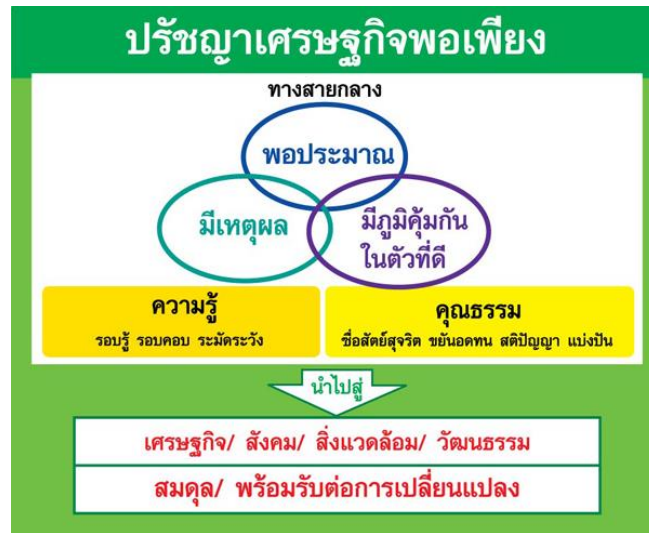 ปรัชญาเศรษฐกิจพอเพียง
ทางสายกลาง
พอประมาณ
มีเหตุผล
มีภูมิคุ้มกัน
ในตัวที่ดี
ความรู้
รอบรู้ รอบคอบ ระมัดระวัง
คุณธรรม
ซื่อสัตย์สุจริต ขยันอดทน สติปัญญา แบ่งปัน
นำไปสู่
เศรษฐกิจ/ สังคม/ สิ่งแวดล้อม/ วัฒนธรรม
สมดุล/ พร้อมรับต่อการเปลี่ยนแปลง